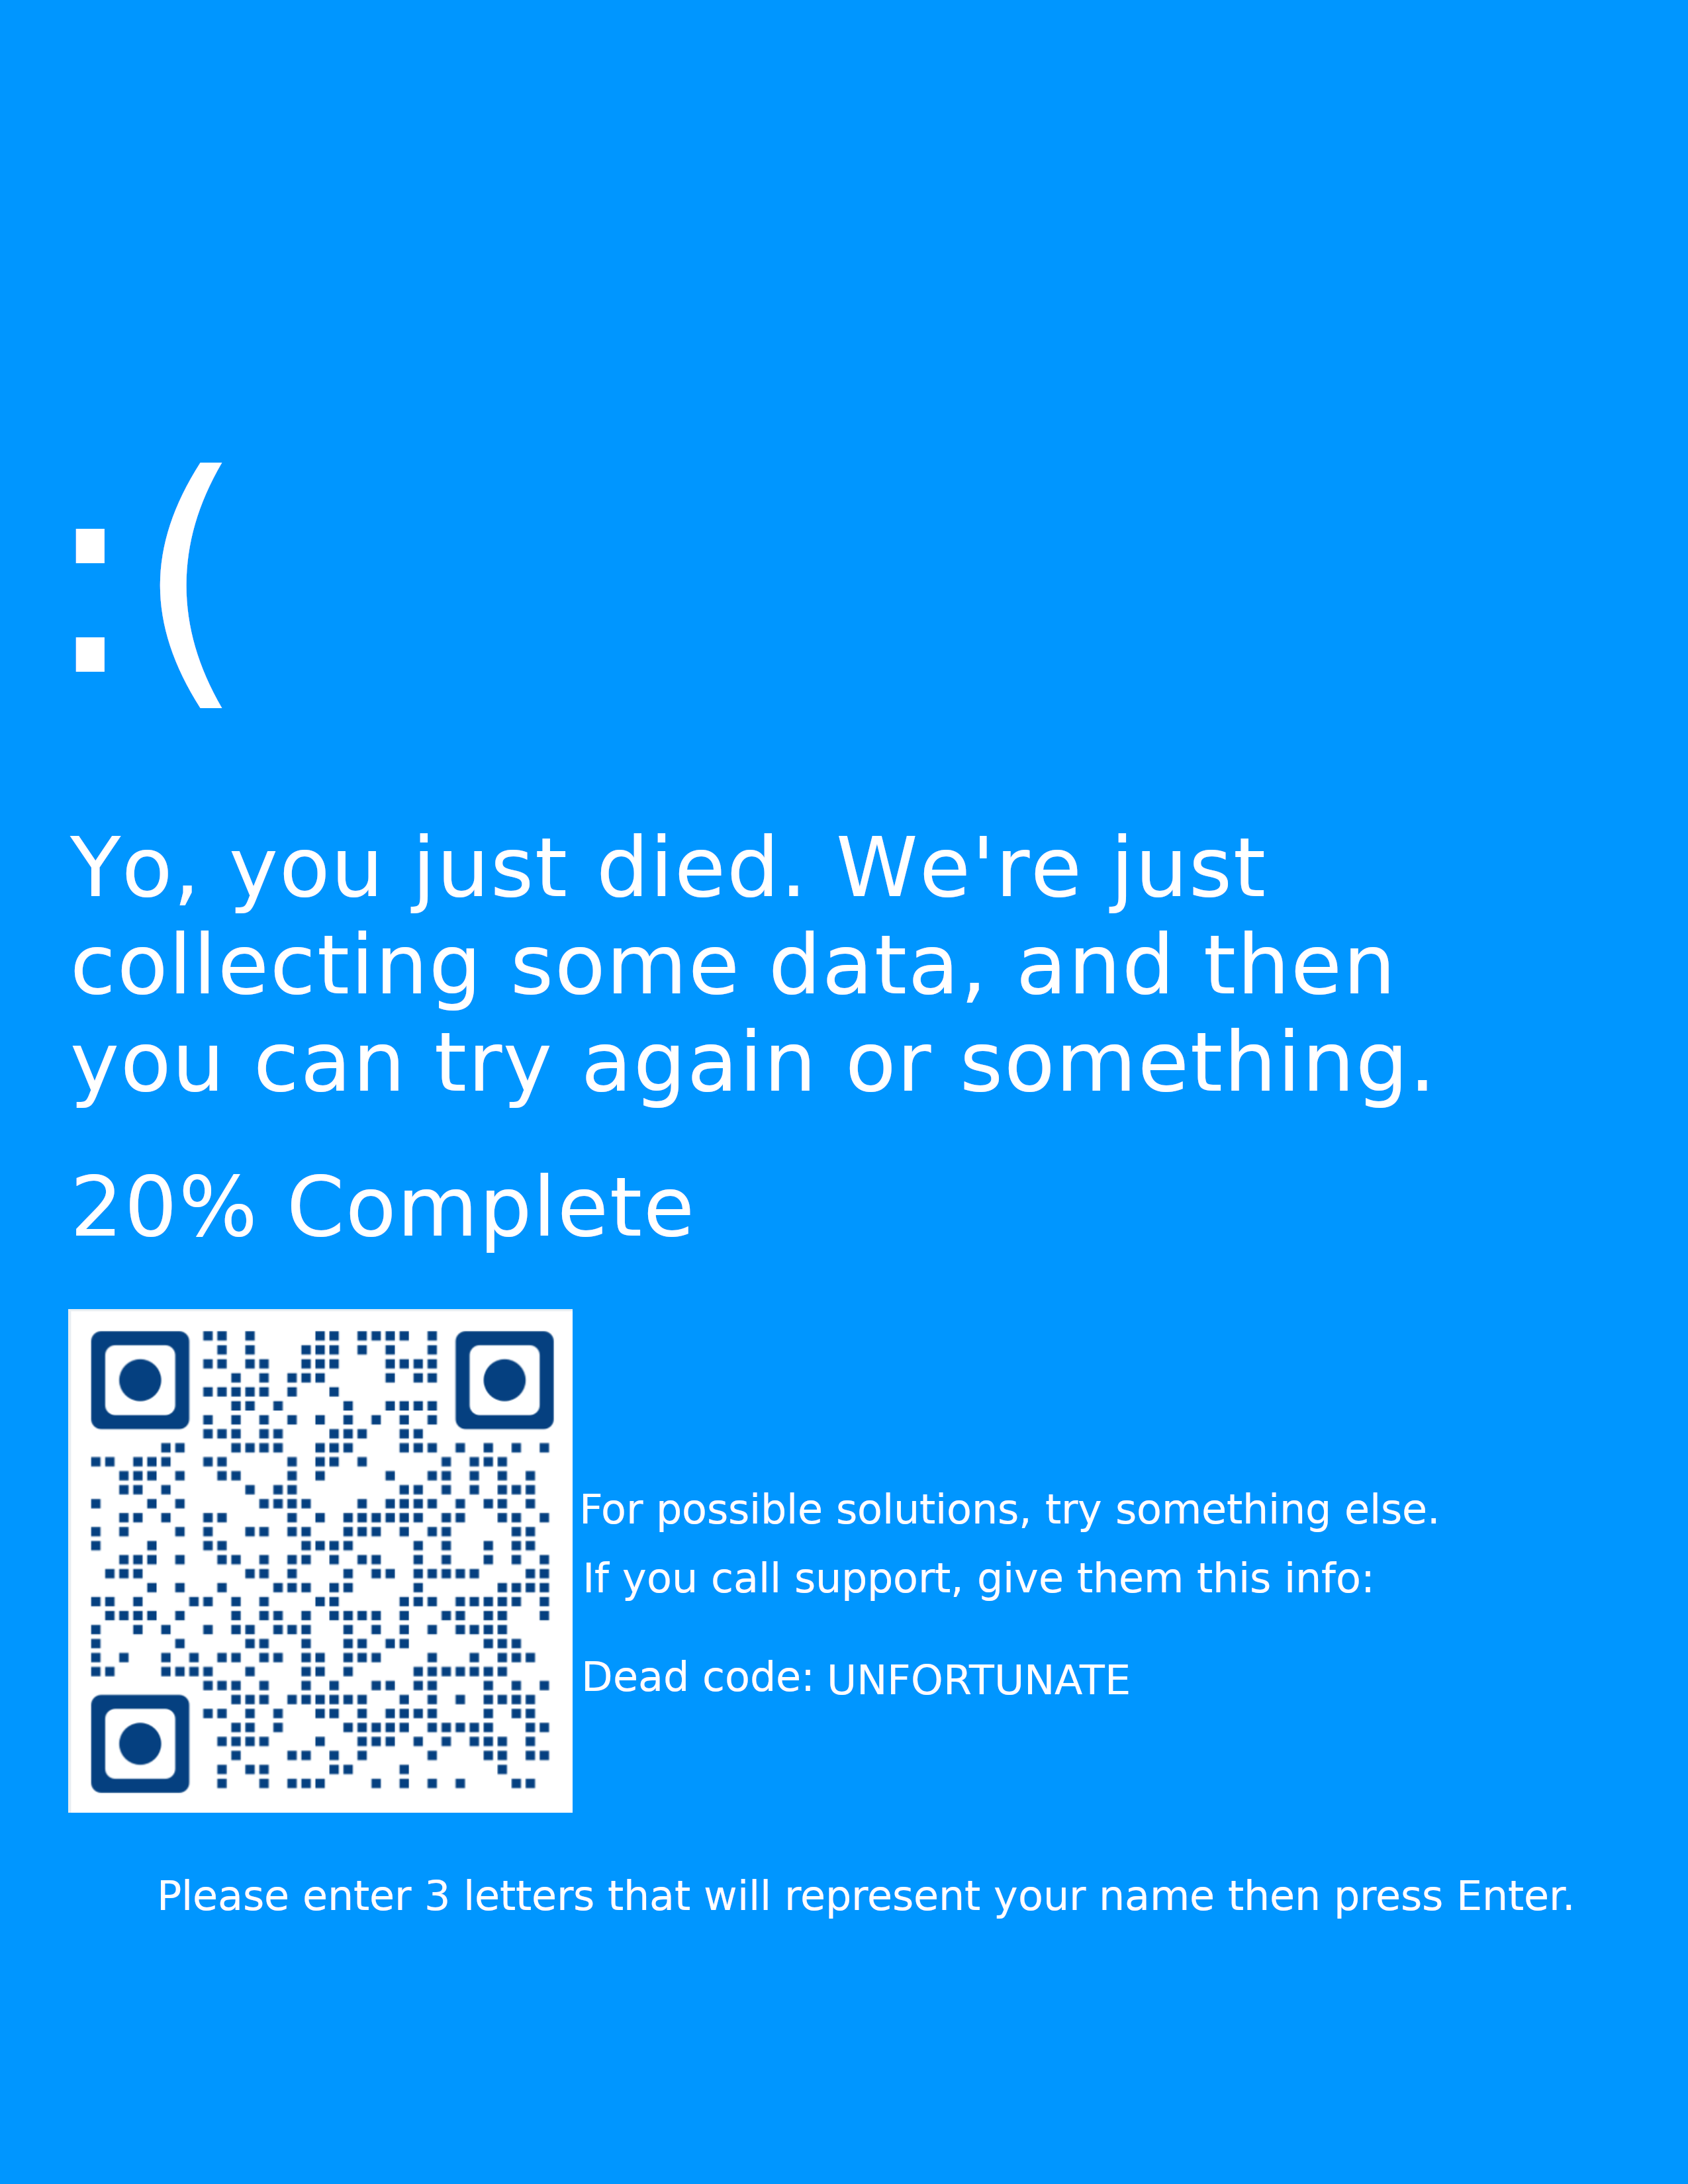 :(
Yo, you just died. We're just
collecting some data, and then
you can try again or something.
20% Complete
For possible solutions, try something else.
If you call support, give them this info:
Dead code: UNFORTUNATE
Please enter 3 letters that will represent your name then press Enter.